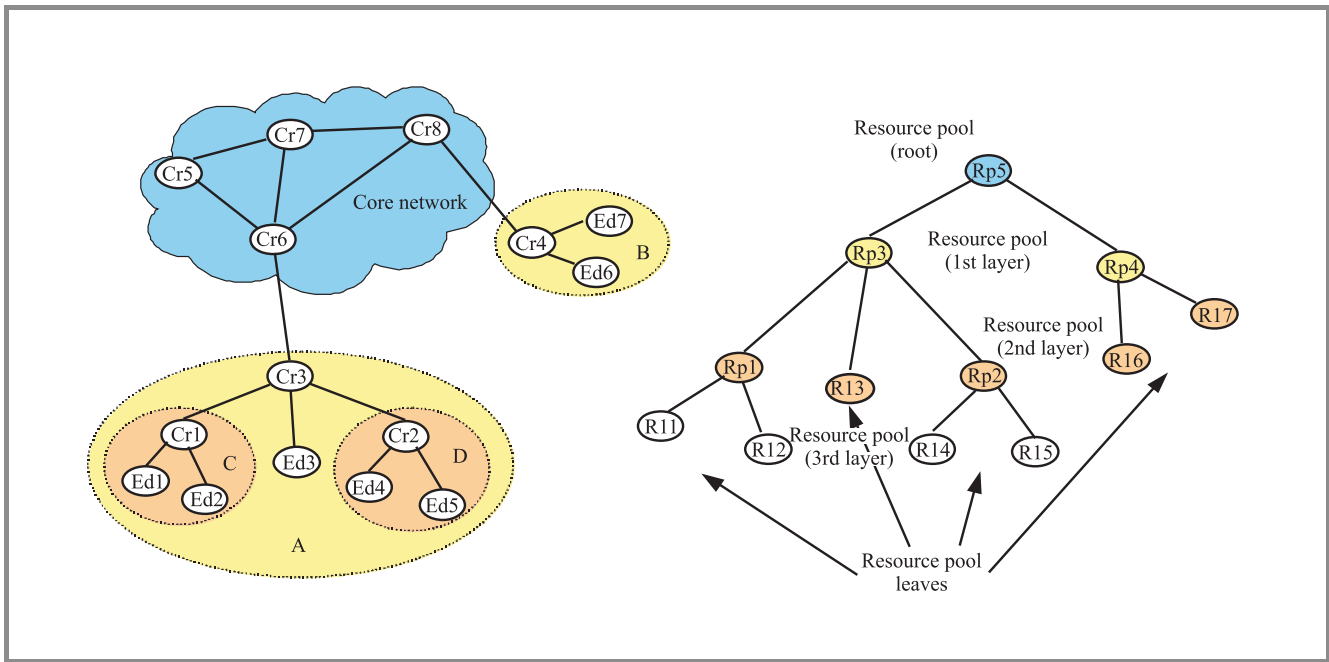 Cr7
Cr8
Cr5
Core network
Cr6
Ed7
Cr4
B
Ed6
Cr3
Cr1
Cr2
C
Ed3
D
Ed1
Ed2
Ed4
Ed5
A
Resource pool
(root)
Rp5
Resource pool
(1st layer)
Rp3
Rp4
R17
Resource pool
(2nd layer)
R16
Rp1
R13
Rp2
R11
R12
Resource pool
(3rd layer)
R14
R15
Resource pool
leaves